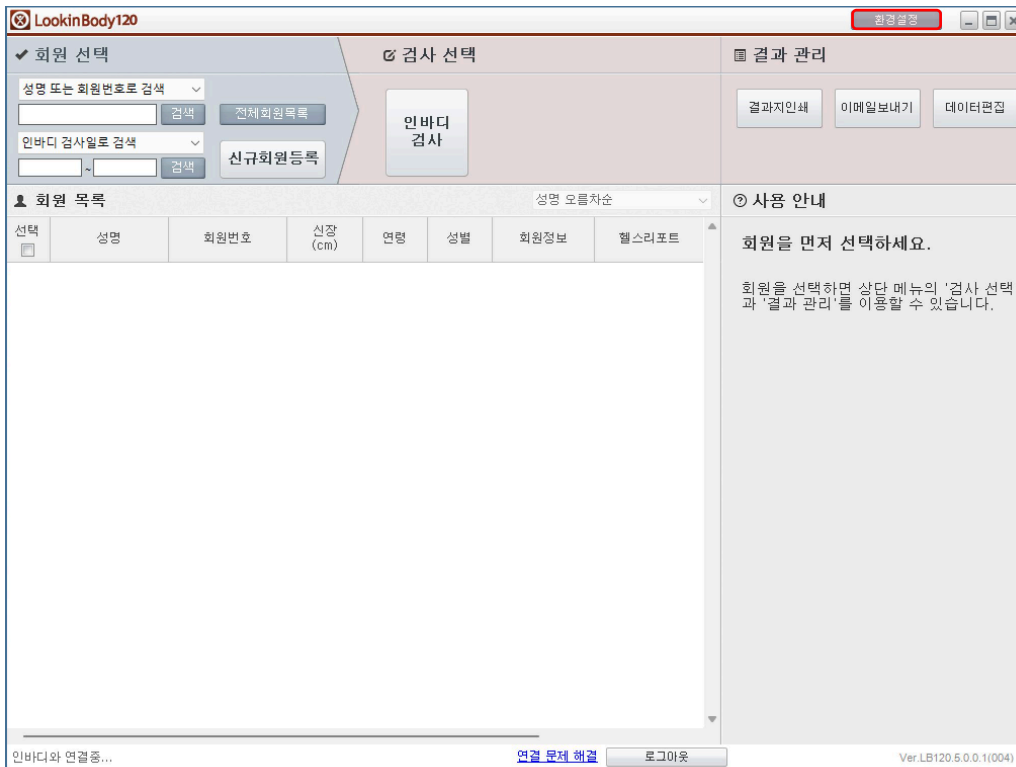 LookinBody120
환경설정
회원 선택
검사 선택
결과 관리
성명 또는 회원번호로 검색
검색
전체회원목록
인바디 검사일로 검색
~
검색
신규회원등록
인바디
검사
결과지인쇄
이메일보내기
데이터편집
회원 목록
성명 오름차순
사용 안내
선택
성명
회원번호
신장
(cm)
연령
성별
회원정보
헬스리포트
회원을 먼저 선택하세요.
회원을 선택하면 상단 메뉴의 '검사 선택
과 '결과 관리'를 이용할 수 있습니다.
인바디와 연결중...
연결 문제 해결
로그아웃
Ver.LB120.5.0.0.1(004)